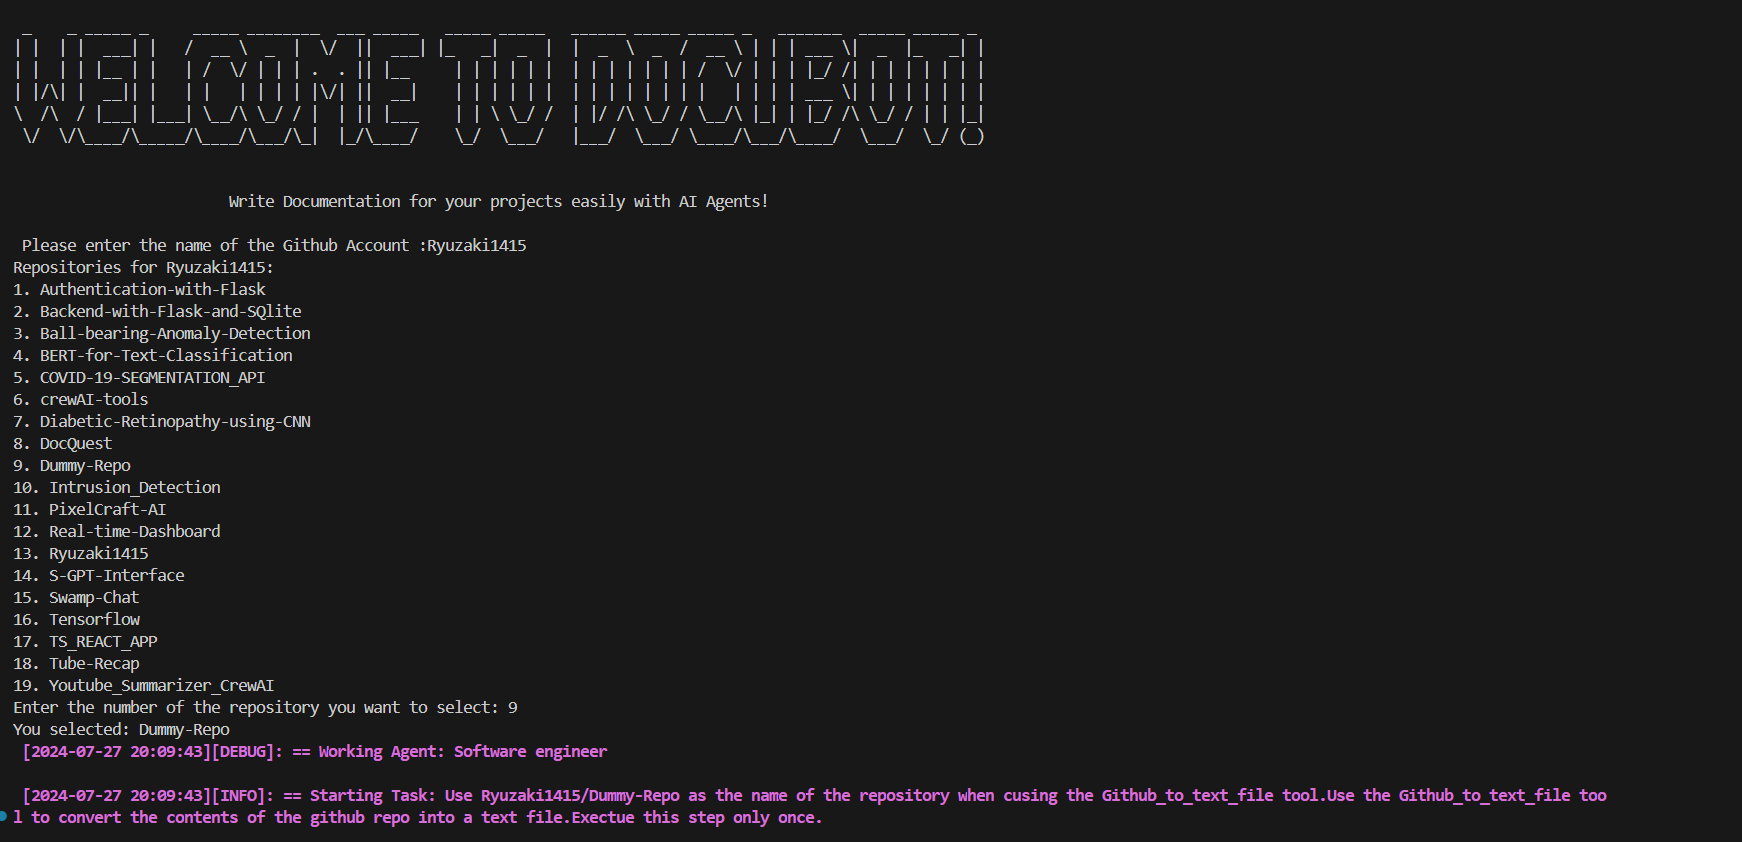 WELCOME TO DOCUBOT!
Write Documentation for your projects easily with AI Agents!
Please enter the name of the Github Account :Ryuzaki1415
Repositories for Ryuzaki1415:
1. Authentication-with-Flask
2. Backend-with-Flask-and-SQlite
3. Ball-bearing-Anomaly-Detection
4. BERT-for-Text-Classification
5. COVID-19-SEGMENTATION_API
6. crewAI-tools
7. Diabetic-Retinopathy-using-CNN
8. DocQuest
9. Dummy-Repo
10. Intrusion_Detection
11. PixelCraft-AI
12. Real-time-Dashboard
13. Ryuzaki1415
14. S-GPT-Interface
15. Swamp-Chat
16. Tensorflow
17. TS_REACT_APP
18. Tube-Recap
19. Youtube_Summarizer_CrewAI
Enter the number of the repository you want to select: 9
You selected: Dummy-Repo
[2024-07-27 20:09:43][DEBUG]: == Working Agent: Software engineer
[2024-07-27 20:09:43][INFO]: == Starting Task: Use Ryuzaki1415/Dummy-Repo as the name of the repository when cusing the Github_to_text_file tool.Use the Github_to_text_file too
l to convert the contents of the github repo into a text file.Exectue this step only once.